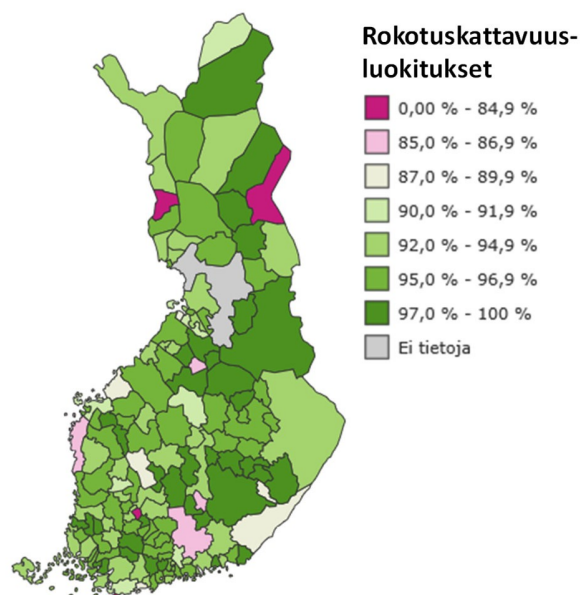 Rokotuskattavuus-
luokitukset
0,00 % - 84,9 %
85,0 % - 86,9 %
87,0 % - 89,9 %
90,0 % - 91,9 %
92,0 % - 94,9 %
95,0 % - 96,9 %
97,0 % - 100 %
Ei tietoja